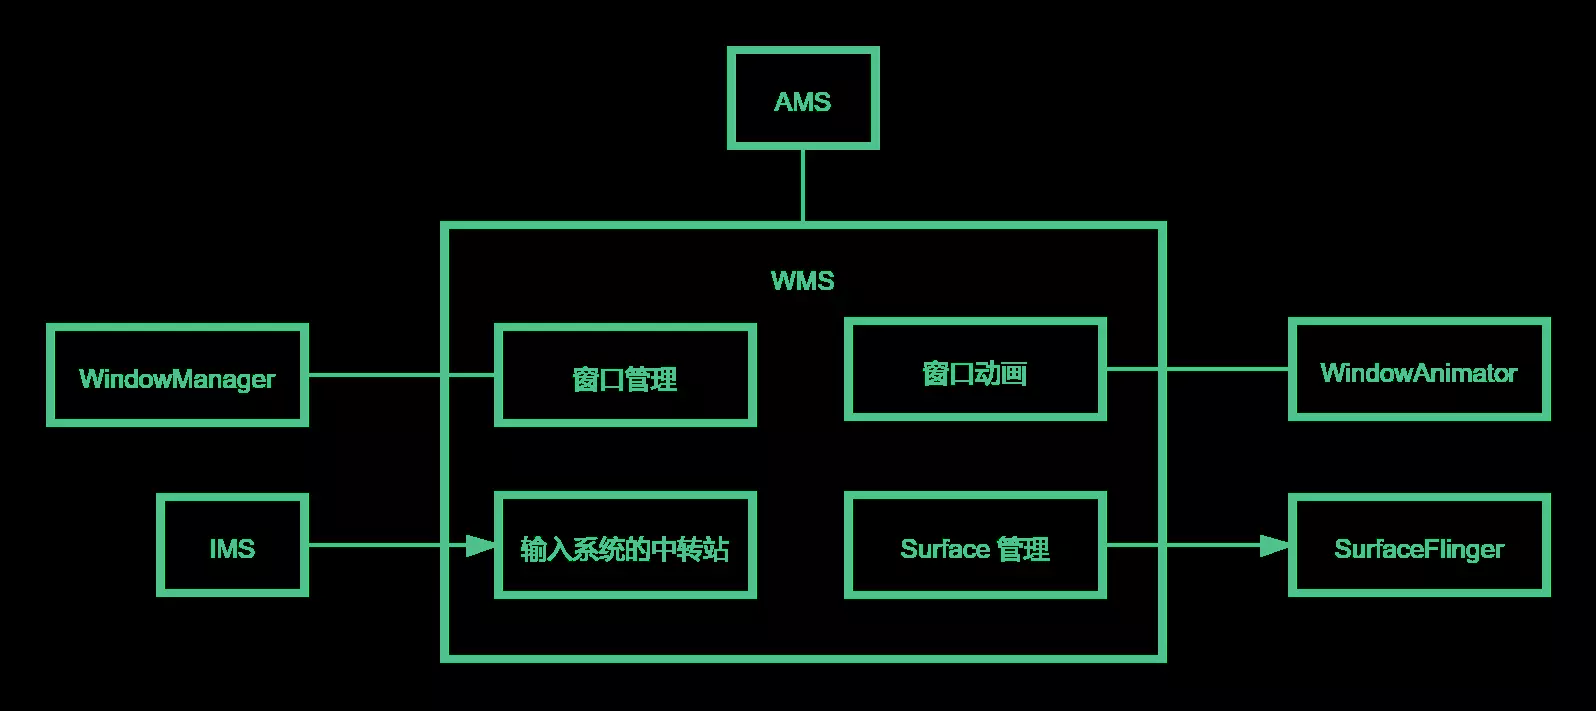 AMS
WMS
WindowManager
窗口管理
窗口动画
WindowAnimator
IMS
输入系统的中转站
Surface 管理
SurfaceFlinger